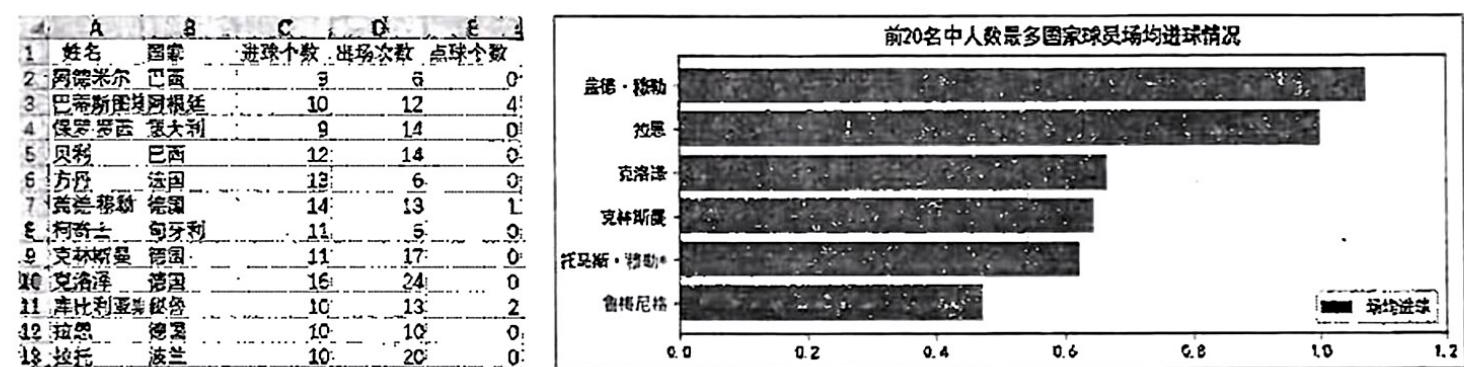 A B C D E
1 姓名 国家 进球个数 出场次数 点球个数
2 阿德米尔 巴西 9 6 0
3 巴蒂斯图 阿根廷 10 12 4
4 保罗·罗西 意大利 9 14 0
5 贝利 巴西 12 14 0
6 方丹 法国 13 6 0
7 盖德·穆勒 德国 14 13 1
8 柯奇士 匈牙利 11 5 0
9 克林斯曼 德国 11 17 0
10 克洛泽 德国 16 24 0
11 库比利亚 秘鲁 10 13 2
12 拉恩 德国 10 10 0
13 拉托 波兰 10 20 0
前20名中人数最多国家球员场均进球情况
盖德·穆勒
拉恩
克洛泽
克林斯曼
托马斯·穆勒*
鲁梅尼格
场均进球
0.0 0.2 0.4 0.6 0.8 1.0 1.2